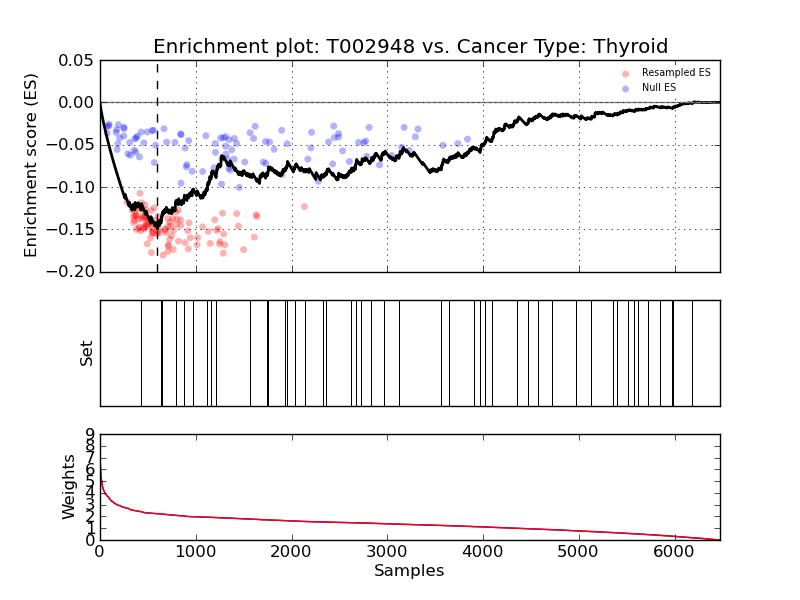 Enrichment plot: T002948 vs. Cancer Type: Thyroid
Enrichment score (ES)
0.05
0.00
−0.05
−0.10
−0.15
−0.20
Resampled ES
Null ES
Set
Weights
9
8
7
6
5
4
3
2
1
0
0 1000 2000 3000 4000 5000 6000
Samples